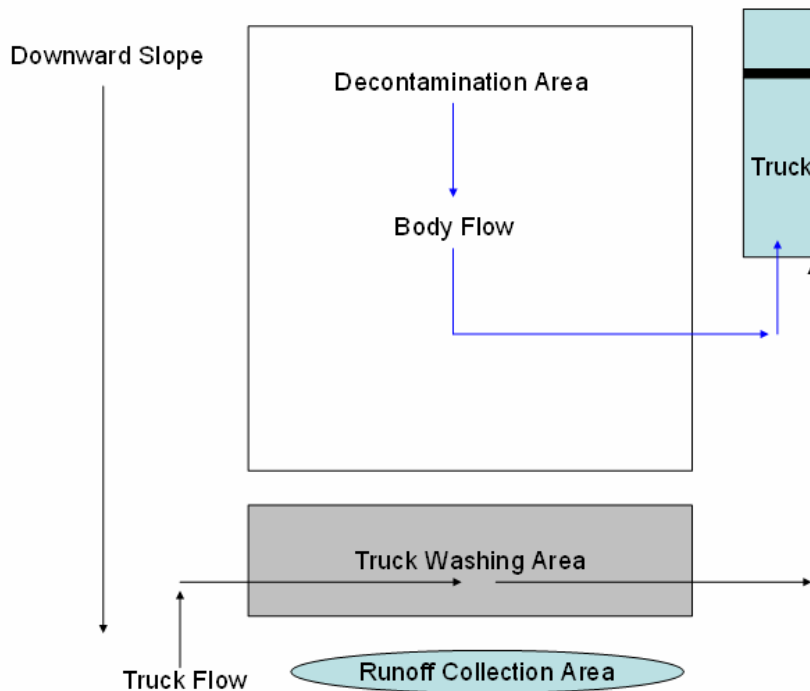 Downward Slope
Decontamination Area
Truck
Body Flow
Truck Washing Area
Truck Flow
Runoff Collection Area